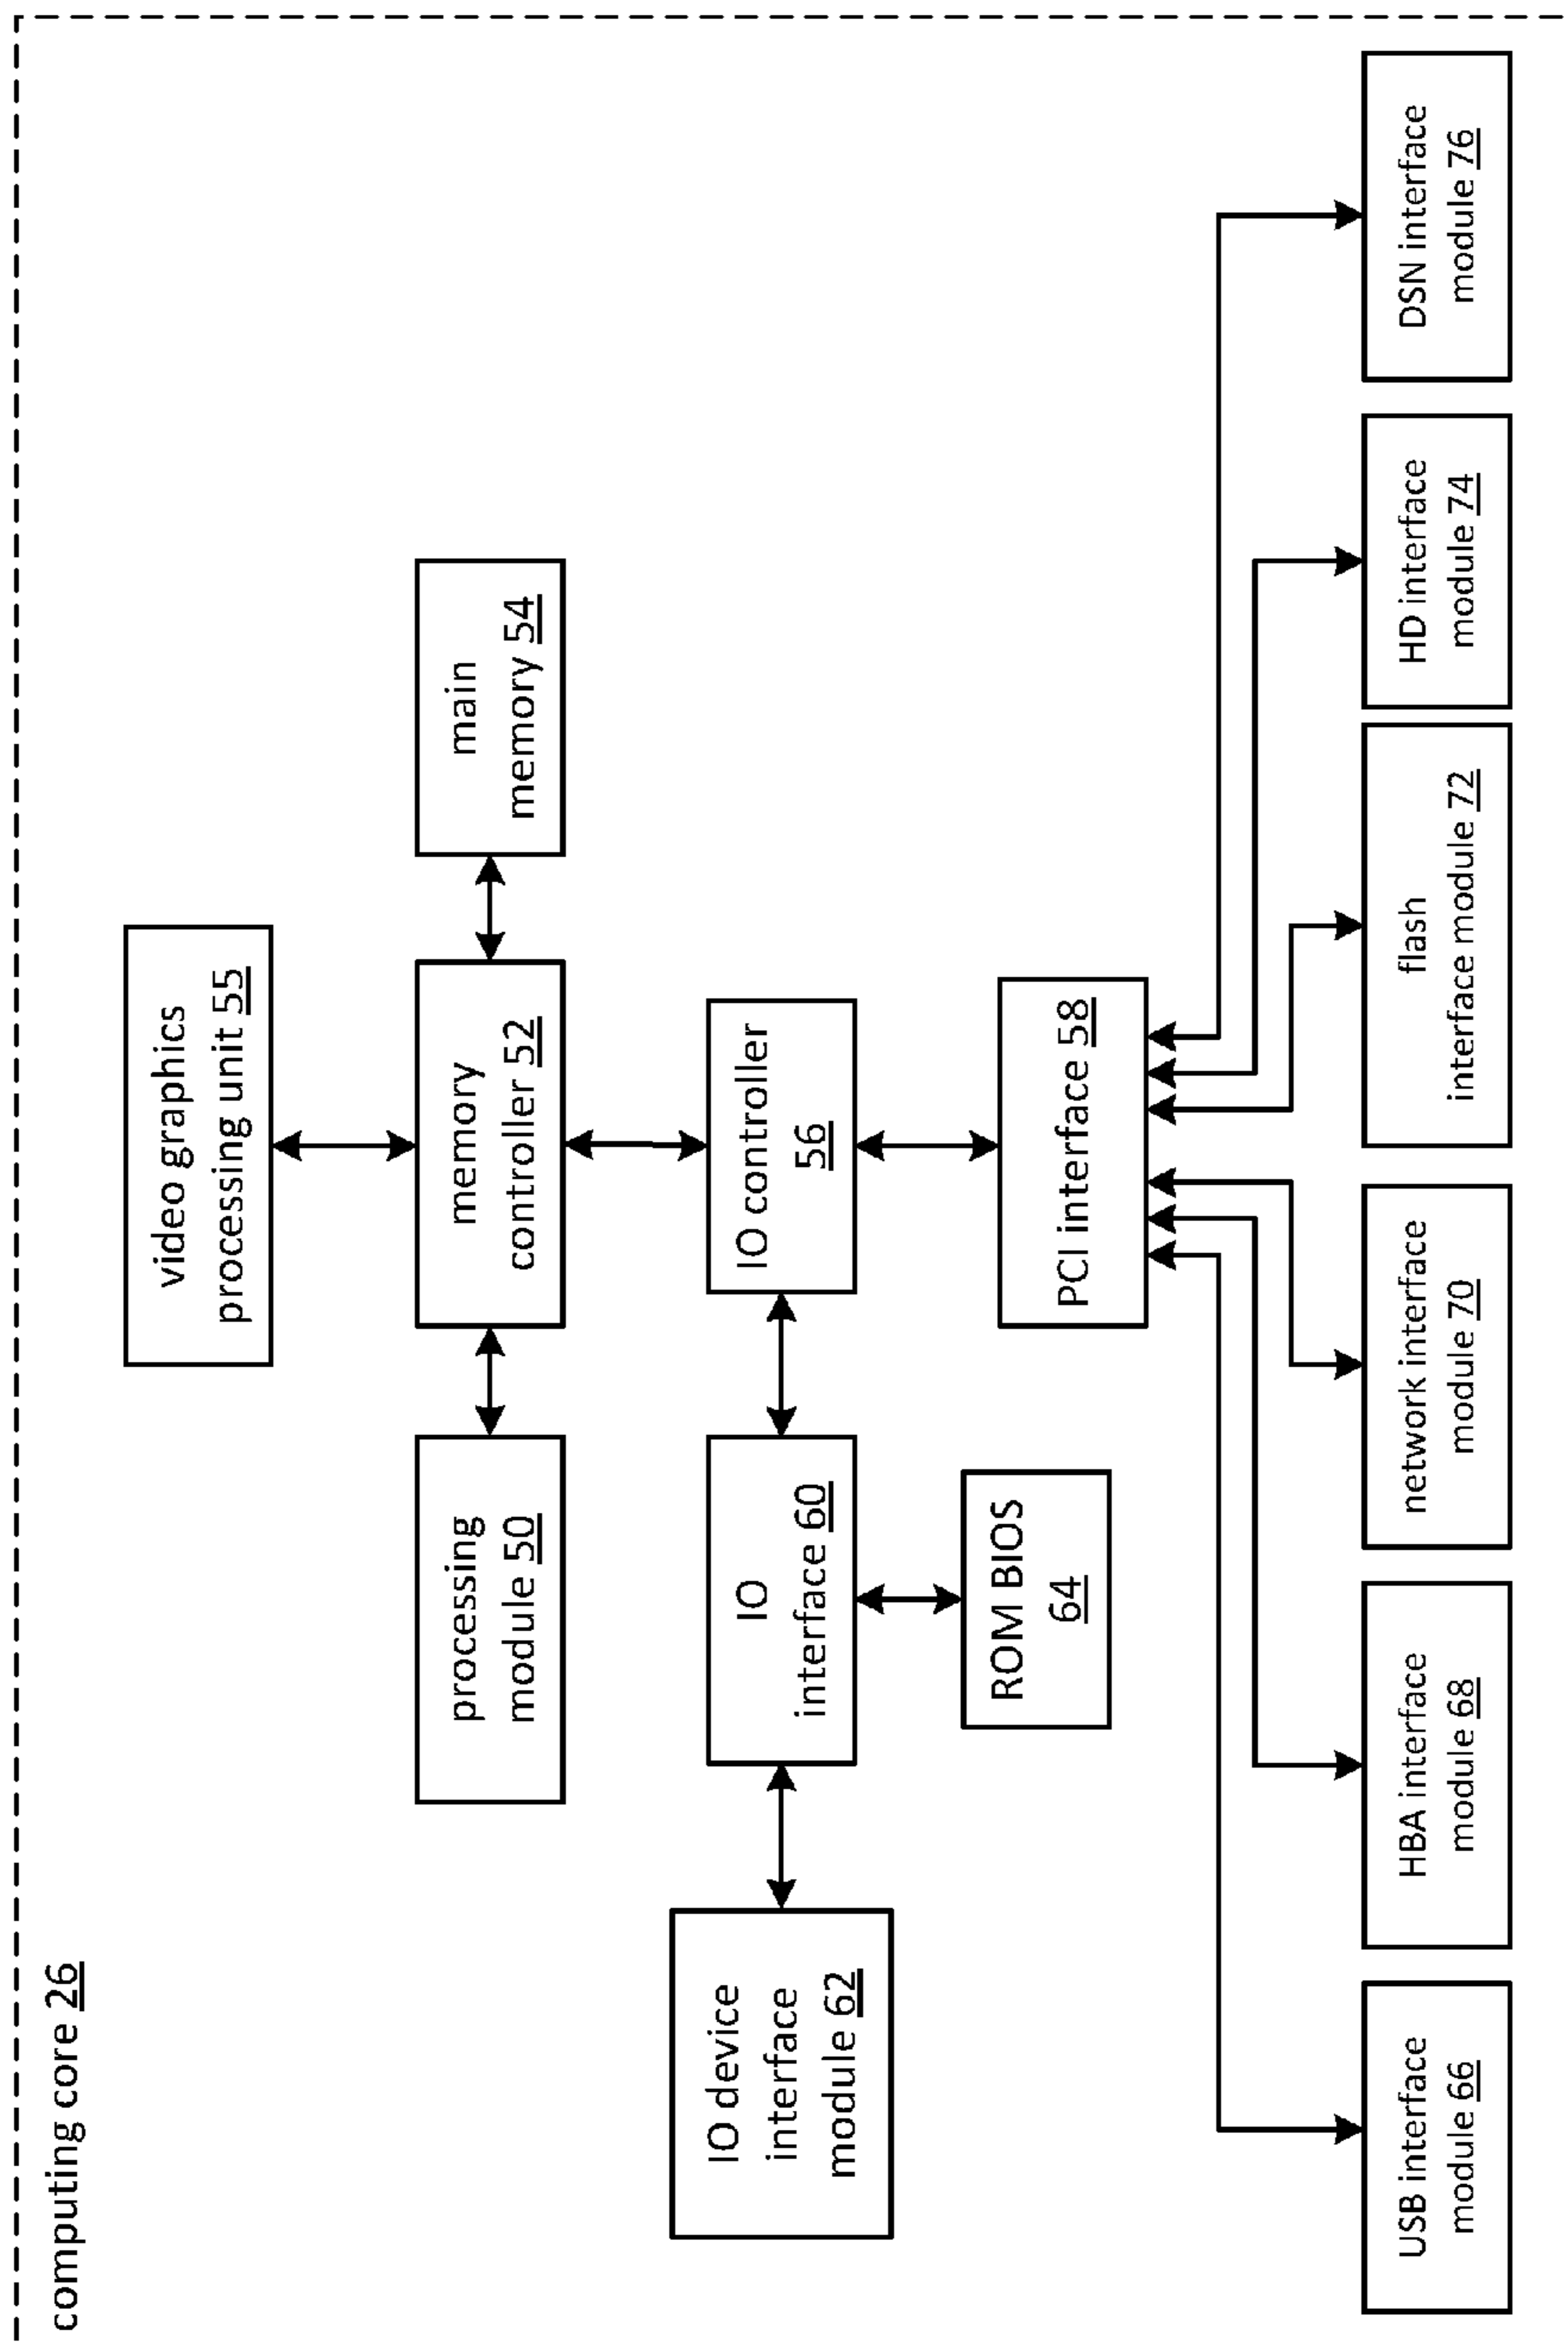 computing core 26
video graphics
processing unit 55
processing
module 50
memory
controller 52
main
memory 54
IO device
interface
module 62
IO
interface 60
IO controller
56
ROM BIOS
64
PCI interface 58
USB interface
module 66
HBA interface
module 68
network interface
module 70
flash
interface module 72
HD interface
module 74
DSN interface
module 76